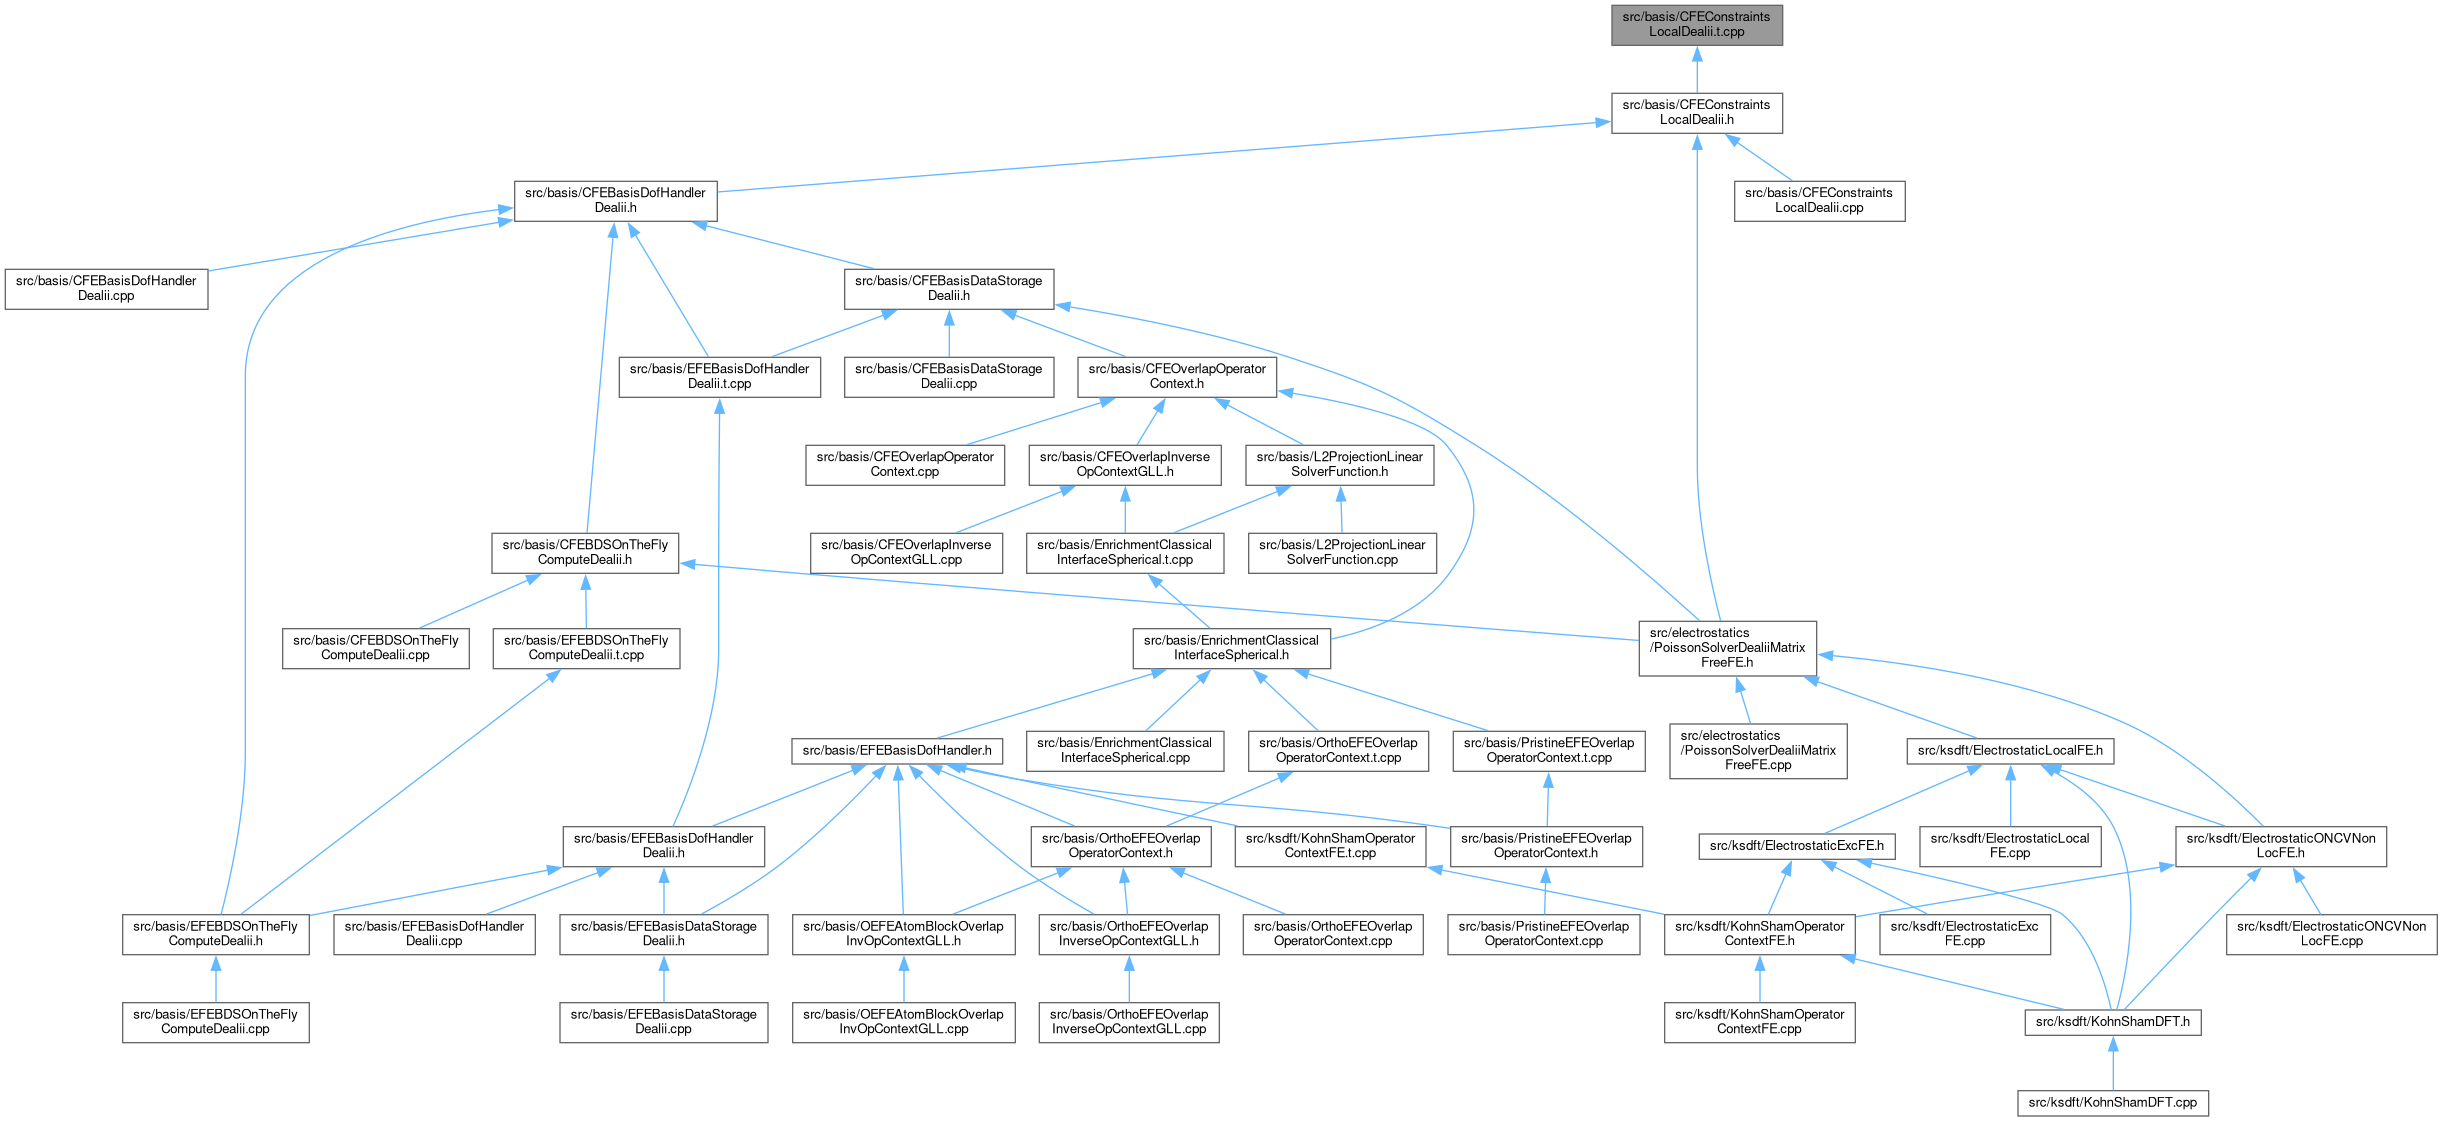 src/basis/CFEConstraints
LocalDealii.t.cpp
src/basis/CFEConstraints
LocalDealii.h
src/basis/CFEBasisDofHandler
Dealii.h
src/basis/CFEConstraints
LocalDealii.cpp
src/basis/CFEBasisDofHandler
Dealii.cpp
src/basis/CFEBasisDataStorage
Dealii.h
src/basis/EFEBasisDofHandler
Dealii.t.cpp
src/basis/CFEBasisDataStorage
Dealii.cpp
src/basis/CFEOverlapOperator
Context.h
src/basis/CFEOverlapOperator
Context.cpp
src/basis/CFEOverlapInverse
OpContextGLL.h
src/basis/L2ProjectionLinear
SolverFunction.h
src/basis/CFEBDSOnTheFly
ComputeDealii.h
src/basis/CFEOverlapInverse
OpContextGLL.cpp
src/basis/EnrichmentClassical
InterfaceSpherical.t.cpp
src/basis/L2ProjectionLinear
SolverFunction.cpp
src/basis/CFEBDSOnTheFly
ComputeDealii.cpp
src/basis/EFEBDSOnTheFly
ComputeDealii.t.cpp
src/basis/EnrichmentClassical
InterfaceSpherical.h
src/electrostatics
/PoissonSolverDealiiMatrix
FreeFE.h
src/basis/EFEBasisDofHandler.h
src/basis/EnrichmentClassical
InterfaceSpherical.cpp
src/basis/OrthoEFEOverlap
OperatorContext.t.cpp
src/basis/PristineEFEOverlap
OperatorContext.t.cpp
src/electrostatics
/PoissonSolverDealiiMatrix
FreeFE.cpp
src/ksdft/ElectrostaticLocalFE.h
src/basis/EFEBasisDofHandler
Dealii.h
src/basis/OrthoEFEOverlap
OperatorContext.h
src/ksdft/KohnShamOperator
ContextFE.t.cpp
src/basis/PristineEFEOverlap
OperatorContext.h
src/ksdft/ElectrostaticExcFE.h
src/ksdft/ElectrostaticLocal
FE.cpp
src/ksdft/ElectrostaticONCVNon
LocFE.h
src/basis/EFEBDSOnTheFly
ComputeDealii.h
src/basis/EFEBasisDofHandler
Dealii.cpp
src/basis/EFEBasisDataStorage
Dealii.h
src/basis/OEFEAtomBlockOverlap
InvOpContextGLL.h
src/basis/OrthoEFEOverlap
InverseOpContextGLL.h
src/basis/OrthoEFEOverlap
OperatorContext.cpp
src/basis/PristineEFEOverlap
OperatorContext.cpp
src/ksdft/KohnShamOperator
ContextFE.h
src/ksdft/ElectrostaticExc
FE.cpp
src/ksdft/ElectrostaticONCVNon
LocFE.cpp
src/basis/EFEBDSOnTheFly
ComputeDealii.cpp
src/basis/EFEBasisDataStorage
Dealii.cpp
src/basis/OEFEAtomBlockOverlap
InvOpContextGLL.cpp
src/basis/OrthoEFEOverlap
InverseOpContextGLL.cpp
src/ksdft/KohnShamOperator
ContextFE.cpp
src/ksdft/KohnShamDFT.h
src/ksdft/KohnShamDFT.cpp